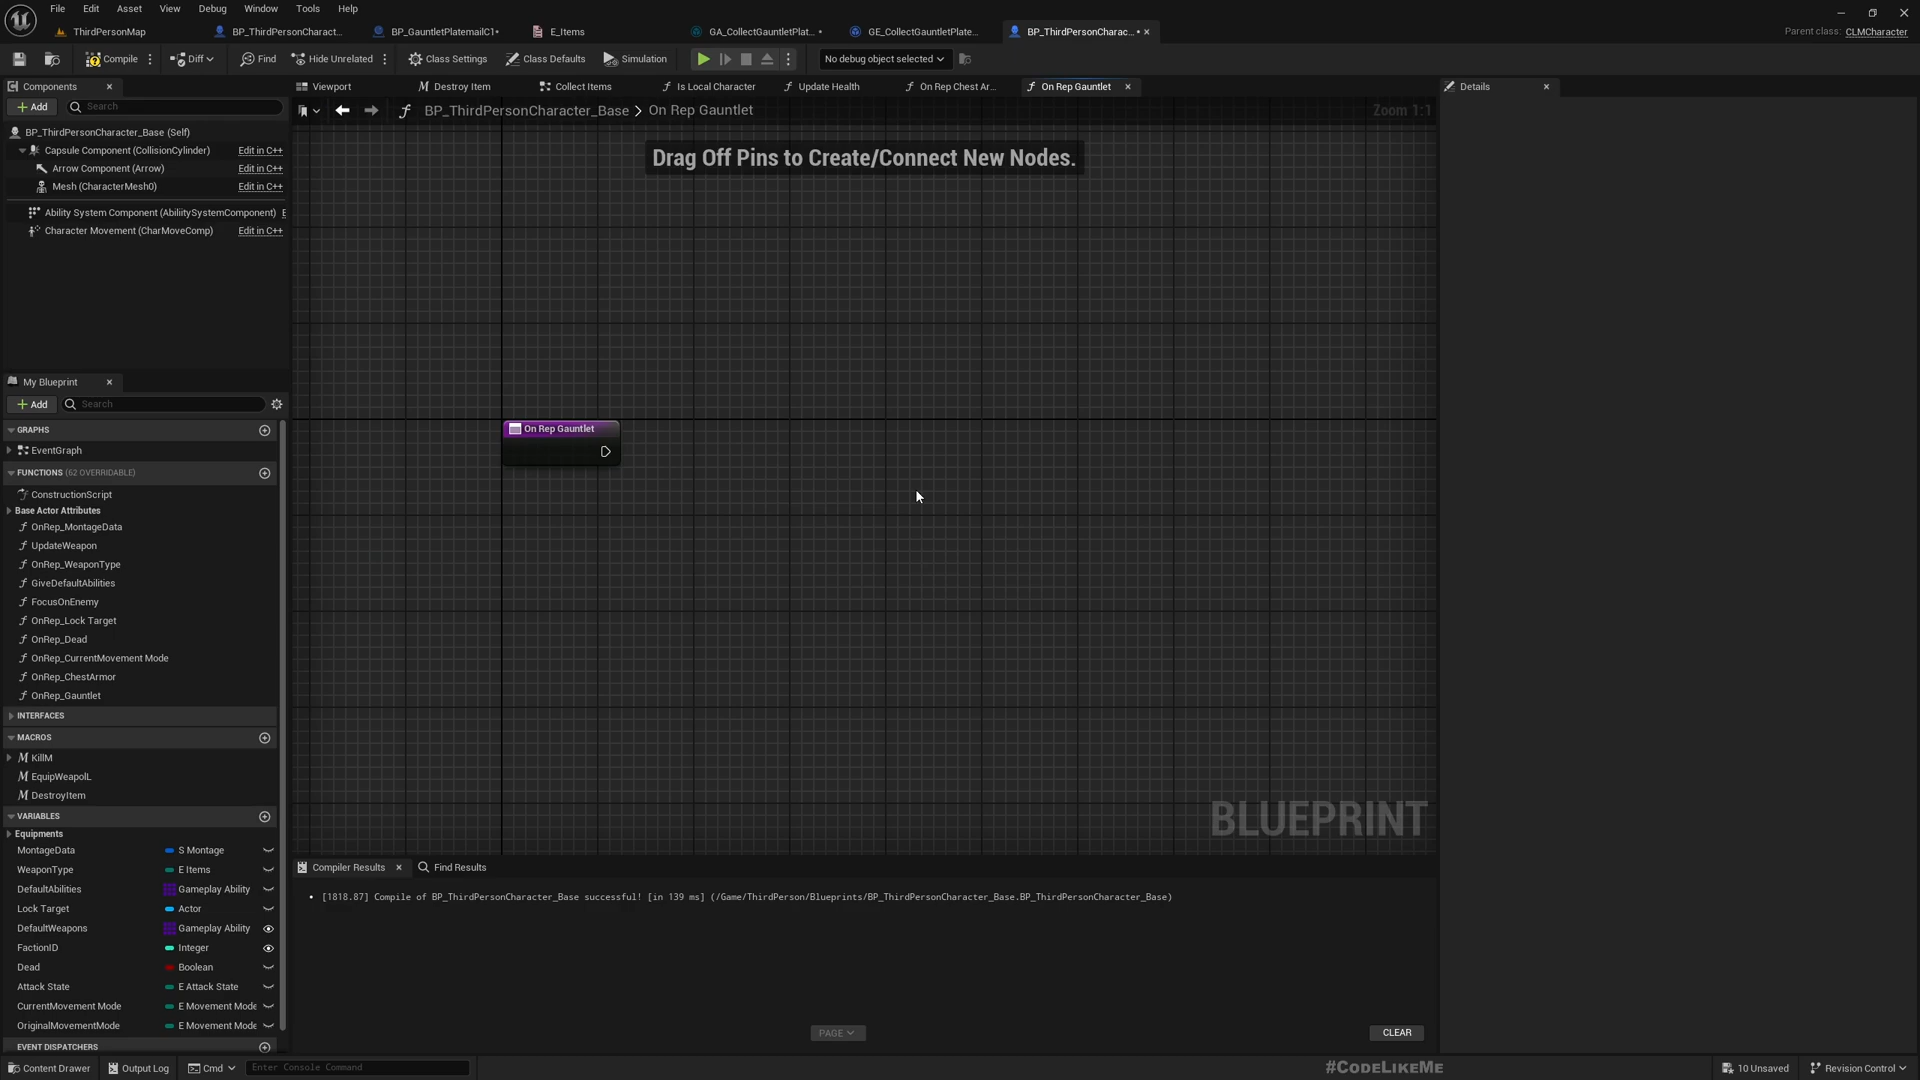 File Edit Asset View Debug Window Tools Help
ThirdPersonMap BP_ThirdPersonCharact... BP_GauntletPlatemailC1• E_Items GA_CollectGauntletPlat... • GE_CollectGauntletPlate... BP_ThirdPersonCharac... •
Parent class: CLMCharacter
Compile Diff Find Hide Unrelated Class Settings Class Defaults Simulation No debug object selected
Components
Viewport Destroy Item Collect Items Is Local Character Update Health On Rep Chest Ar... On Rep Gauntlet
Details
Add Search
BP_ThirdPersonCharacter_Base > On Rep Gauntlet
Zoom 1:1
BP_ThirdPersonCharacter_Base (Self)
Capsule Component (CollisionCylinder) Edit in C++
Arrow Component (Arrow) Edit in C++
Mesh (CharacterMesh0) Edit in C++
Ability System Component (AbiliitySystemComponent) E
Character Movement (CharMoveComp) Edit in C++
Drag Off Pins to Create/Connect New Nodes.
On Rep Gauntlet
BLUEPRINT
My Blueprint
Add Search
GRAPHS
EventGraph
FUNCTIONS (62 OVERRIDABLE)
ConstructionScript
Base Actor Attributes
OnRep_MontageData
UpdateWeapon
OnRep_WeaponType
GiveDefaultAbilities
FocusOnEnemy
OnRep_Lock Target
OnRep_Dead
OnRep_CurrentMovement Mode
OnRep_ChestArmor
OnRep_Gauntlet
INTERFACES
MACROS
KillM
EquipWeapolL
DestroyItem
VARIABLES
Equipments
MontageData S Montage
WeaponType E Items
DefaultAbilities Gameplay Ability
Lock Target Actor
DefaultWeapons Gameplay Ability
FactionID Integer
Dead Boolean
Attack State E Attack State
CurrentMovement Mode E Movement Mode
OriginalMovementMode E Movement Mode
EVENT DISPATCHERS
Compiler Results Find Results
• [1818.87] Compile of BP_ThirdPersonCharacter_Base successful! [in 139 ms] (/Game/ThirdPerson/Blueprints/BP_ThirdPersonCharacter_Base.BP_ThirdPersonCharacter_Base)
PAGE CLEAR
Content Drawer Output Log Cmd Enter Console Command #CODELIKEME 10 Unsaved Revision Control